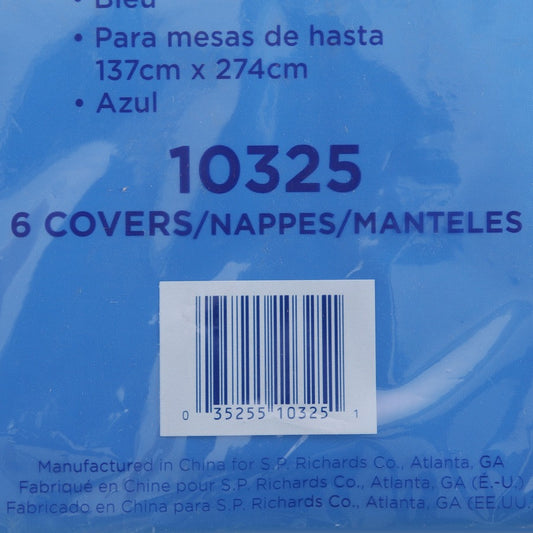 • Bleu
• Para mesas de hasta
137cm x 274cm
• Azul
10325
6 COVERS/NAPPES/MANTELES
0 35255 10325 1
Manufactured in China for S.P. Richards Co., Atlanta, GA
Fabriqué en Chine pour S.P. Richards Co., Atlanta, GA (É.-U.)
Fabricado en China para S.P. Richards Co., Atlanta, GA (EE.UU.